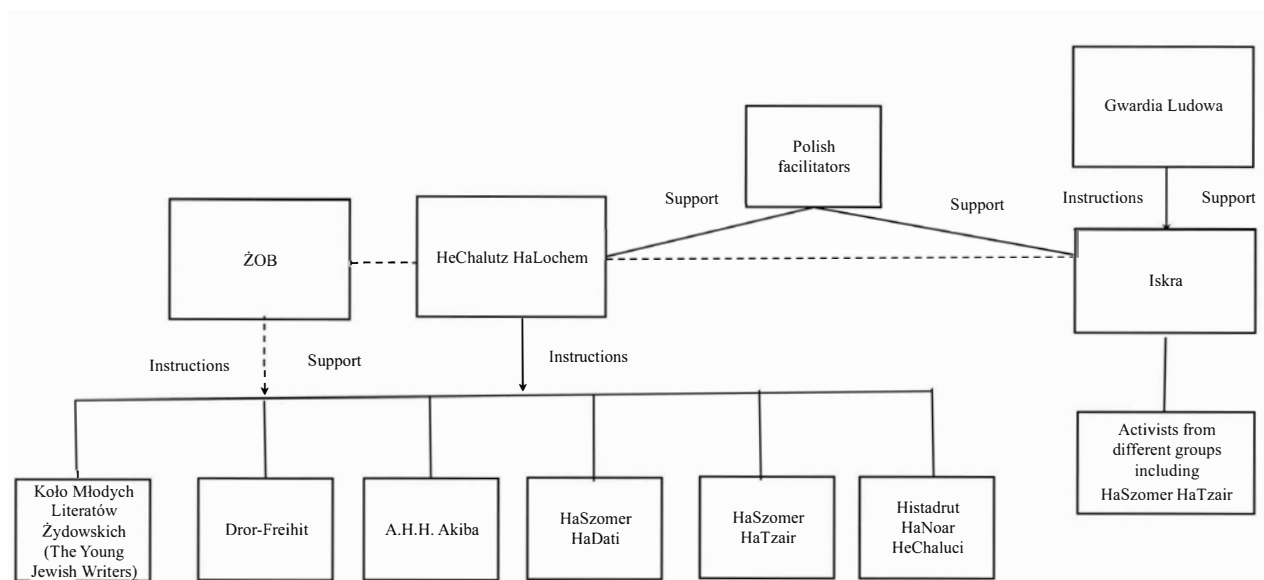 Gwardia Ludowa
Polish
facilitators
Support
Support
Instructions
Support
ŻOB
HeChalutz HaLochem
Iskra
Instructions
Support
Instructions
Koło Młodych
Literatów
Żydowskich
(The Young
Jewish Writers)
Dror-Freihit
A.H.H. Akiba
HaSzomer
HaDati
HaSzomer
HaTzair
Histadrut
HaNoar
HeChaluci
Activists from
different groups
including
HaSzomer HaTzair